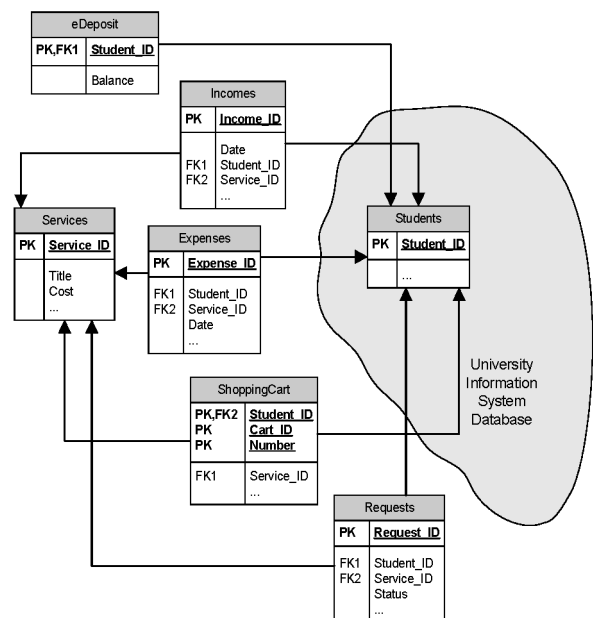 eDeposit
PK,FK1 Student_ID
Balance
Incomes
PK Income_ID
Date
FK1 Student_ID
FK2 Service_ID
...
Services
PK Service_ID
Title
Cost
...
Expenses
PK Expense_ID
FK1 Student_ID
FK2 Service_ID
Date
...
Students
PK Student_ID
...
University
Information
System
Database
ShoppingCart
PK,FK2 Student_ID
PK Cart_ID
PK Number
FK1 Service_ID
...
Requests
PK Request_ID
FK1 Student_ID
FK2 Service_ID
Status
...